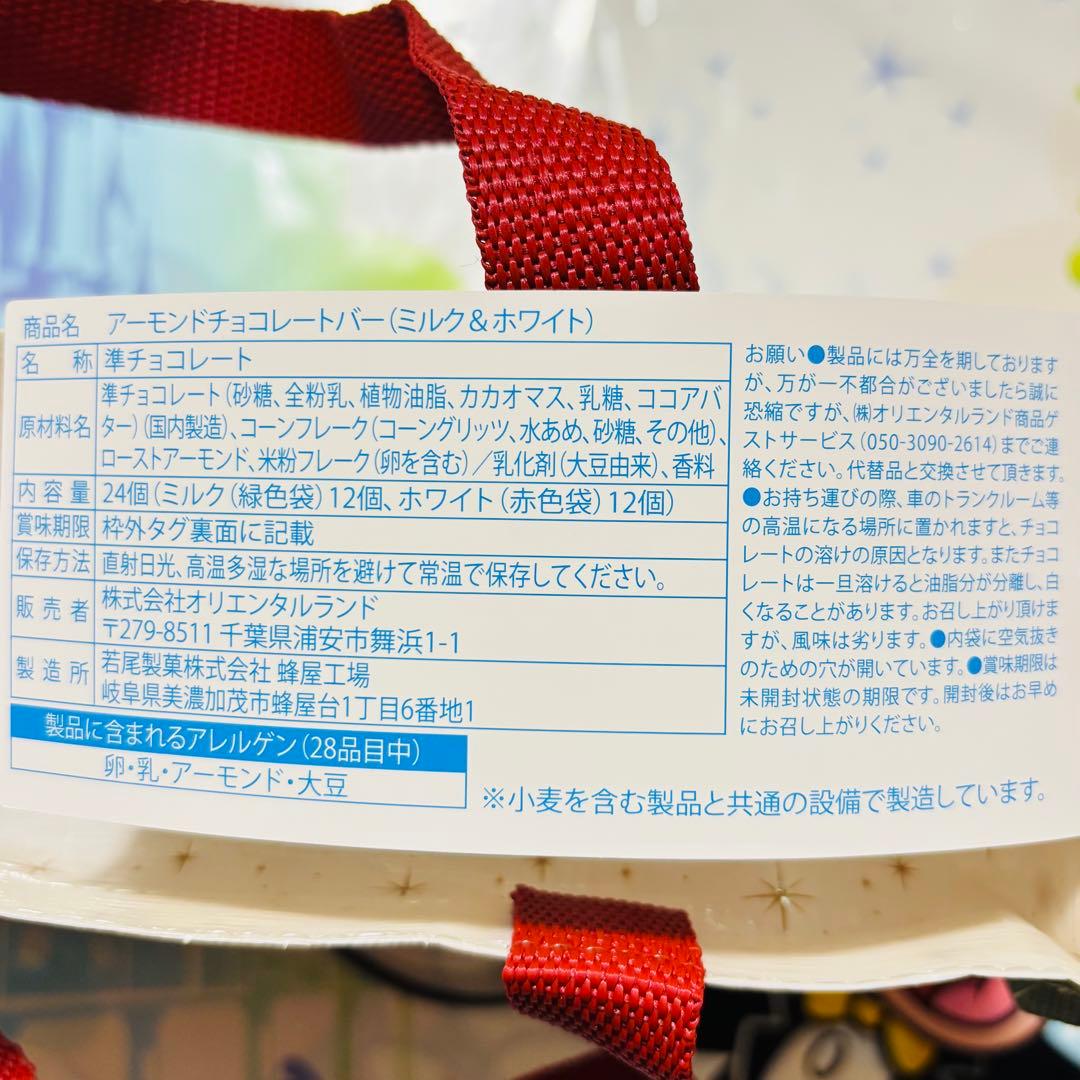 商品名 アーモンドチョコレートバー(ミルク&ホワイト)
名称 準チョコレート
原材料名 準チョコレート(砂糖、全粉乳、植物油脂、カカオマス、乳糖、ココアバ
ター)(国内製造)、コーンフレーク(コーングリッツ、水あめ、砂糖、その他)、
ローストアーモンド、米粉フレーク(卵を含む)/乳化剤(大豆由来)、香料
内容量 24個(ミルク(緑色袋)12個、ホワイト(赤色袋)12個)
賞味期限 枠外タグ裏面に記載
保存方法 直射日光、高温多湿な場所を避けて常温で保存してください。
販売者 株式会社オリエンタルランド
〒279-8511 千葉県浦安市舞浜1-1
製造所 若尾製菓株式会社 蜂屋工場
岐阜県美濃加茂市蜂屋台1丁目6番地1
製品に含まれるアレルゲン(28品目中)
卵・乳・アーモンド・大豆
お願い●製品には万全を期しております
が、万が一不都合がございましたら誠に
恐縮ですが、㈱オリエンタルランド商品ゲ
ストサービス(050-3090-2614)までご連
絡ください。代替品と交換させて頂きます。
●お持ち運びの際、車のトランクルーム等
の高温になる場所に置かれますと、チョコ
レートの溶けの原因となります。またチョコ
レートは一旦溶けると油脂分が分離し、白
くなることがあります。お召し上がり頂けま
すが、風味は劣ります。●内袋に空気抜き
のための穴が開いています。●賞味期限は
未開封状態の期限です。開封後はお早め
にお召し上がりください。
※小麦を含む製品と共通の設備で製造しています。